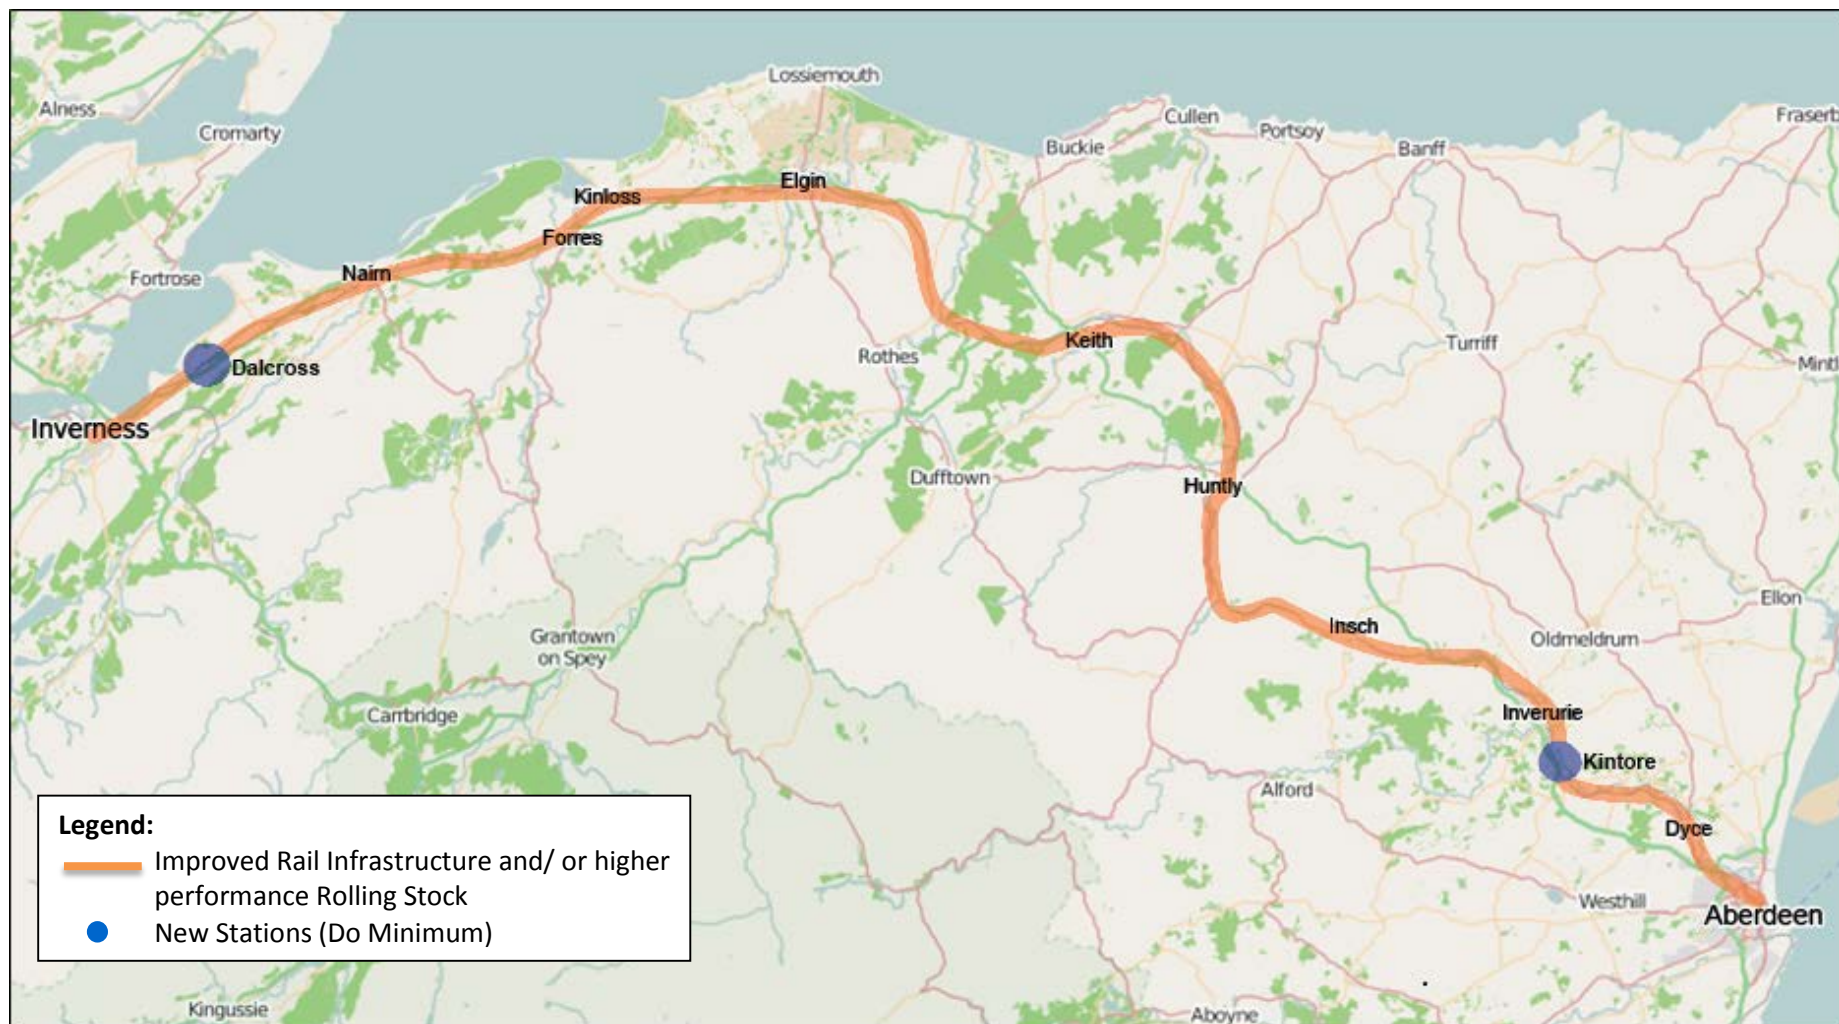 Lossiemouth
Alness
Cromarty
Cullen
Portsoy
Fraserb
Buckie
Banff
Elgin
Kinloss
Forres
Nairn
Fortrose
Keith
Turriff
Rothes
Mintl
Dalcross
Inverness
Dufftown
Huntly
Ellon
Insch
Grantown
on Spey
Oldmeldrum
Carrbridge
Inverurie
Kintore
Alford
Dyce
Westhill
Aberdeen
Legend:
Improved Rail Infrastructure and/ or higher
performance Rolling Stock
New Stations (Do Minimum)
Kingussie
Aboyne